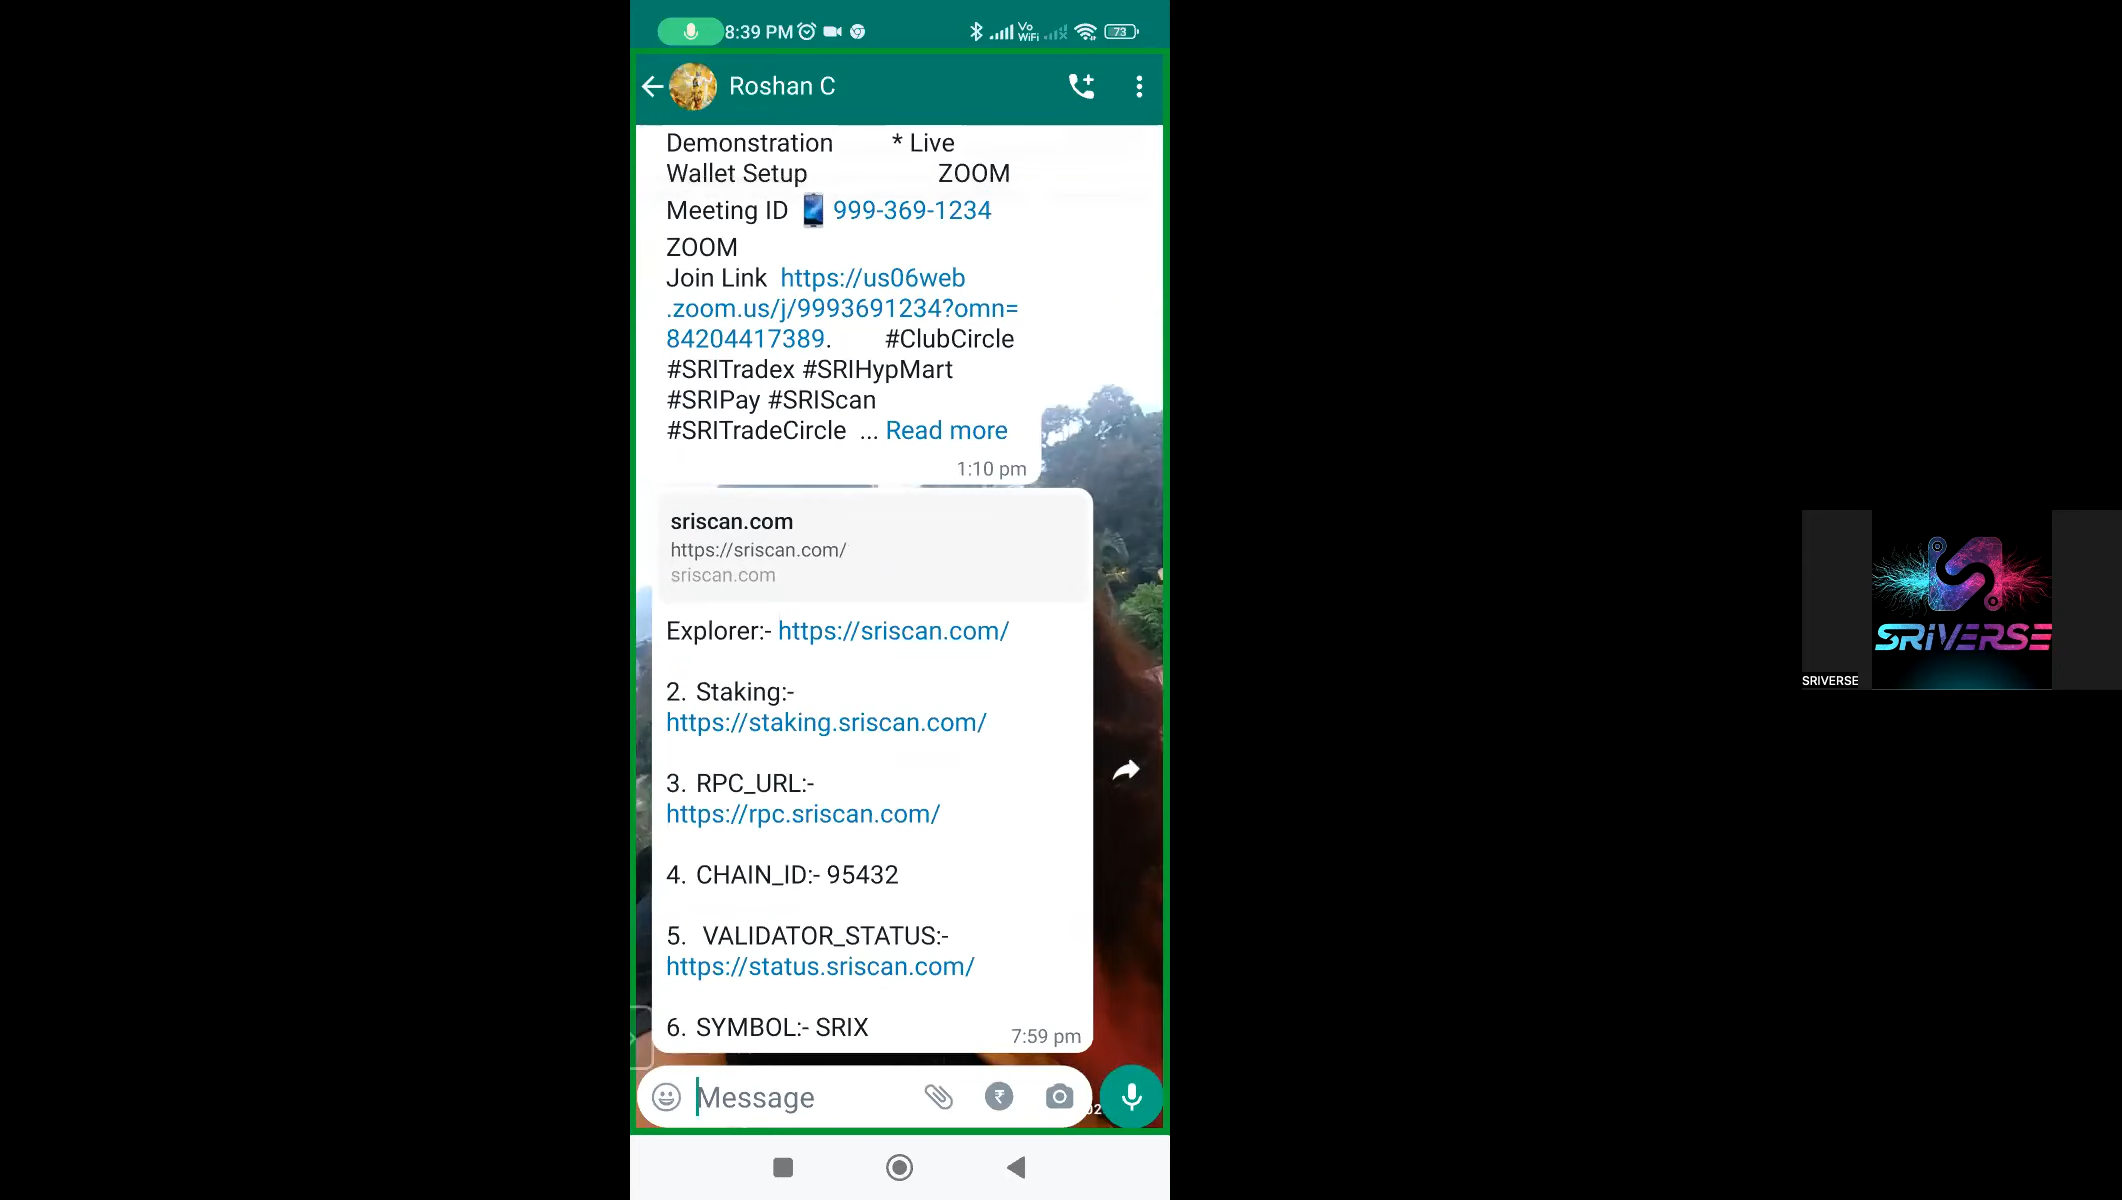 8:39 PM
Vo
WiFi
73
Roshan C
Demonstration * Live
Wallet Setup ZOOM
Meeting ID 999-369-1234
ZOOM
Join Link https://us06web
.zoom.us/j/9993691234?omn=
84204417389. #ClubCircle
#SRITradex #SRIHypMart
#SRIPay #SRIScan
#SRITradeCircle ... Read more
1:10 pm
sriscan.com
https://sriscan.com/
sriscan.com
Explorer:- https://sriscan.com/
2. Staking:-
https://staking.sriscan.com/
3. RPC_URL:-
https://rpc.sriscan.com/
4. CHAIN_ID:- 95432
5. VALIDATOR_STATUS:-
https://status.sriscan.com/
6. SYMBOL:- SRIX
7:59 pm
Message
₹
SRIVERSE
SRIVERSE